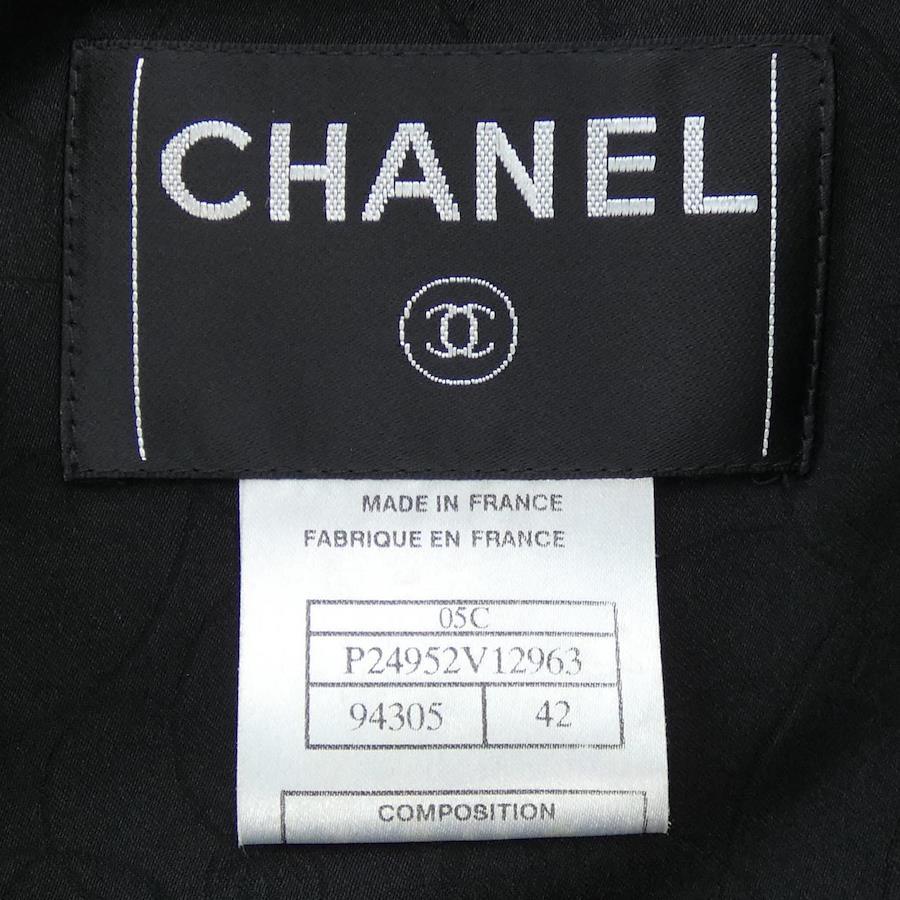 CHANEL
MADE IN FRANCE
FABRIQUE EN FRANCE
05C
P24952V12963
94305 42
COMPOSITION